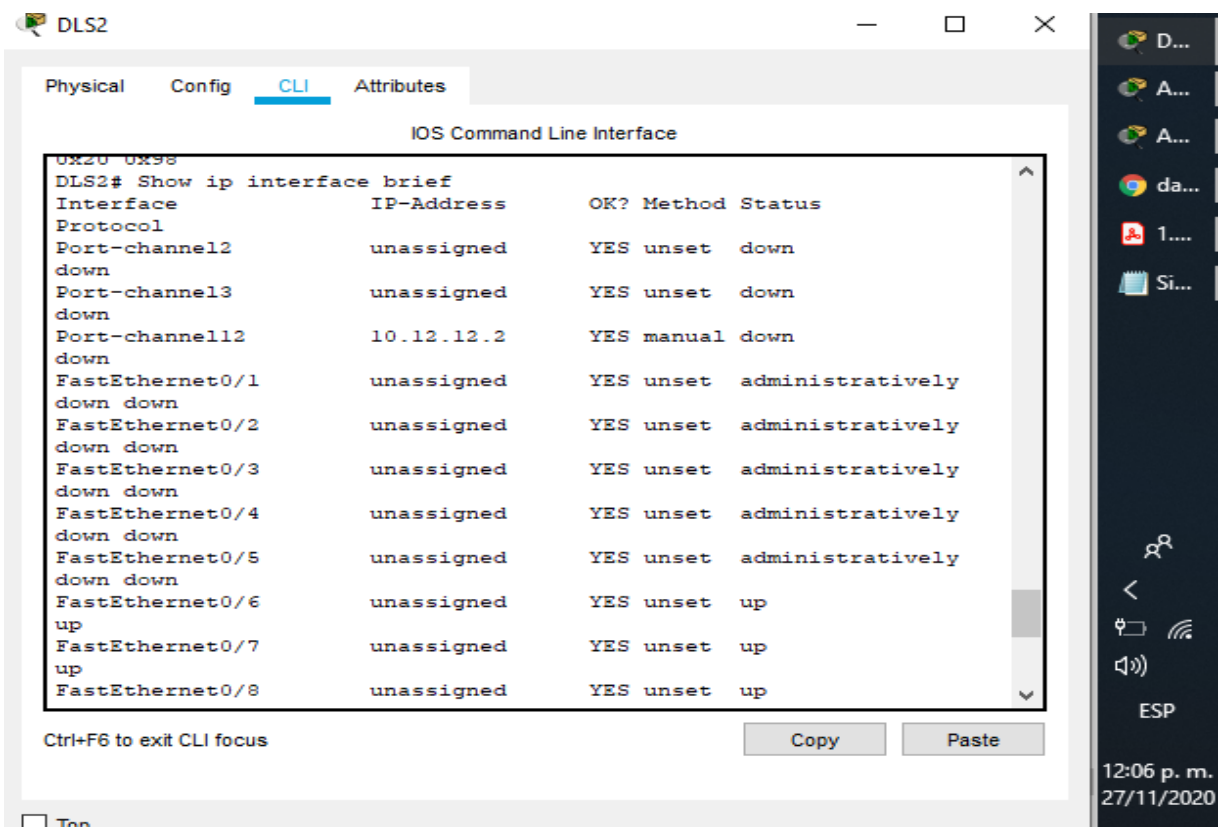 DLS2
Physical Config CLI Attributes
IOS Command Line Interface
0x20 0x98
DLS2# Show ip interface brief
Interface IP-Address OK? Method Status
Protocol
Port-channel2 unassigned YES unset down
down
Port-channel3 unassigned YES unset down
down
Port-channel12 10.12.12.2 YES manual down
down
FastEthernet0/1 unassigned YES unset administratively
down down
FastEthernet0/2 unassigned YES unset administratively
down down
FastEthernet0/3 unassigned YES unset administratively
down down
FastEthernet0/4 unassigned YES unset administratively
down down
FastEthernet0/5 unassigned YES unset administratively
down down
FastEthernet0/6 unassigned YES unset up
up
FastEthernet0/7 unassigned YES unset up
up
FastEthernet0/8 unassigned YES unset up
Ctrl+F6 to exit CLI focus
Copy Paste
Top
D...
A...
A...
da...
1....
Si...
ESP
12:06 p. m.
27/11/2020